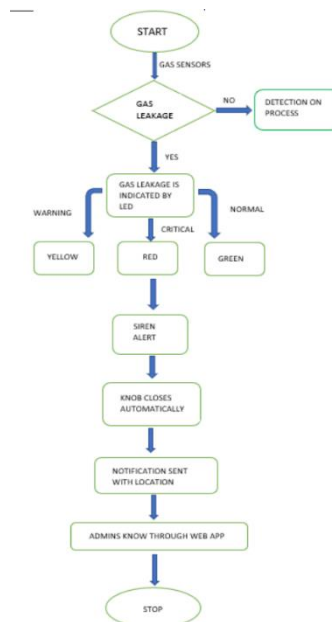 START
GAS SENSORS
GAS
LEAKAGE
NO
DETECTION ON
PROCESS
YES
GAS LEAKAGE IS
INDICATED BY
LED
WARNING
NORMAL
CRITICAL
YELLOW
RED
GREEN
SIREN
ALERT
KNOB CLOSES
AUTOMATICALLY
NOTIFICATION SENT
WITH LOCATION
ADMINS KNOW THROUGH WEB APP
STOP